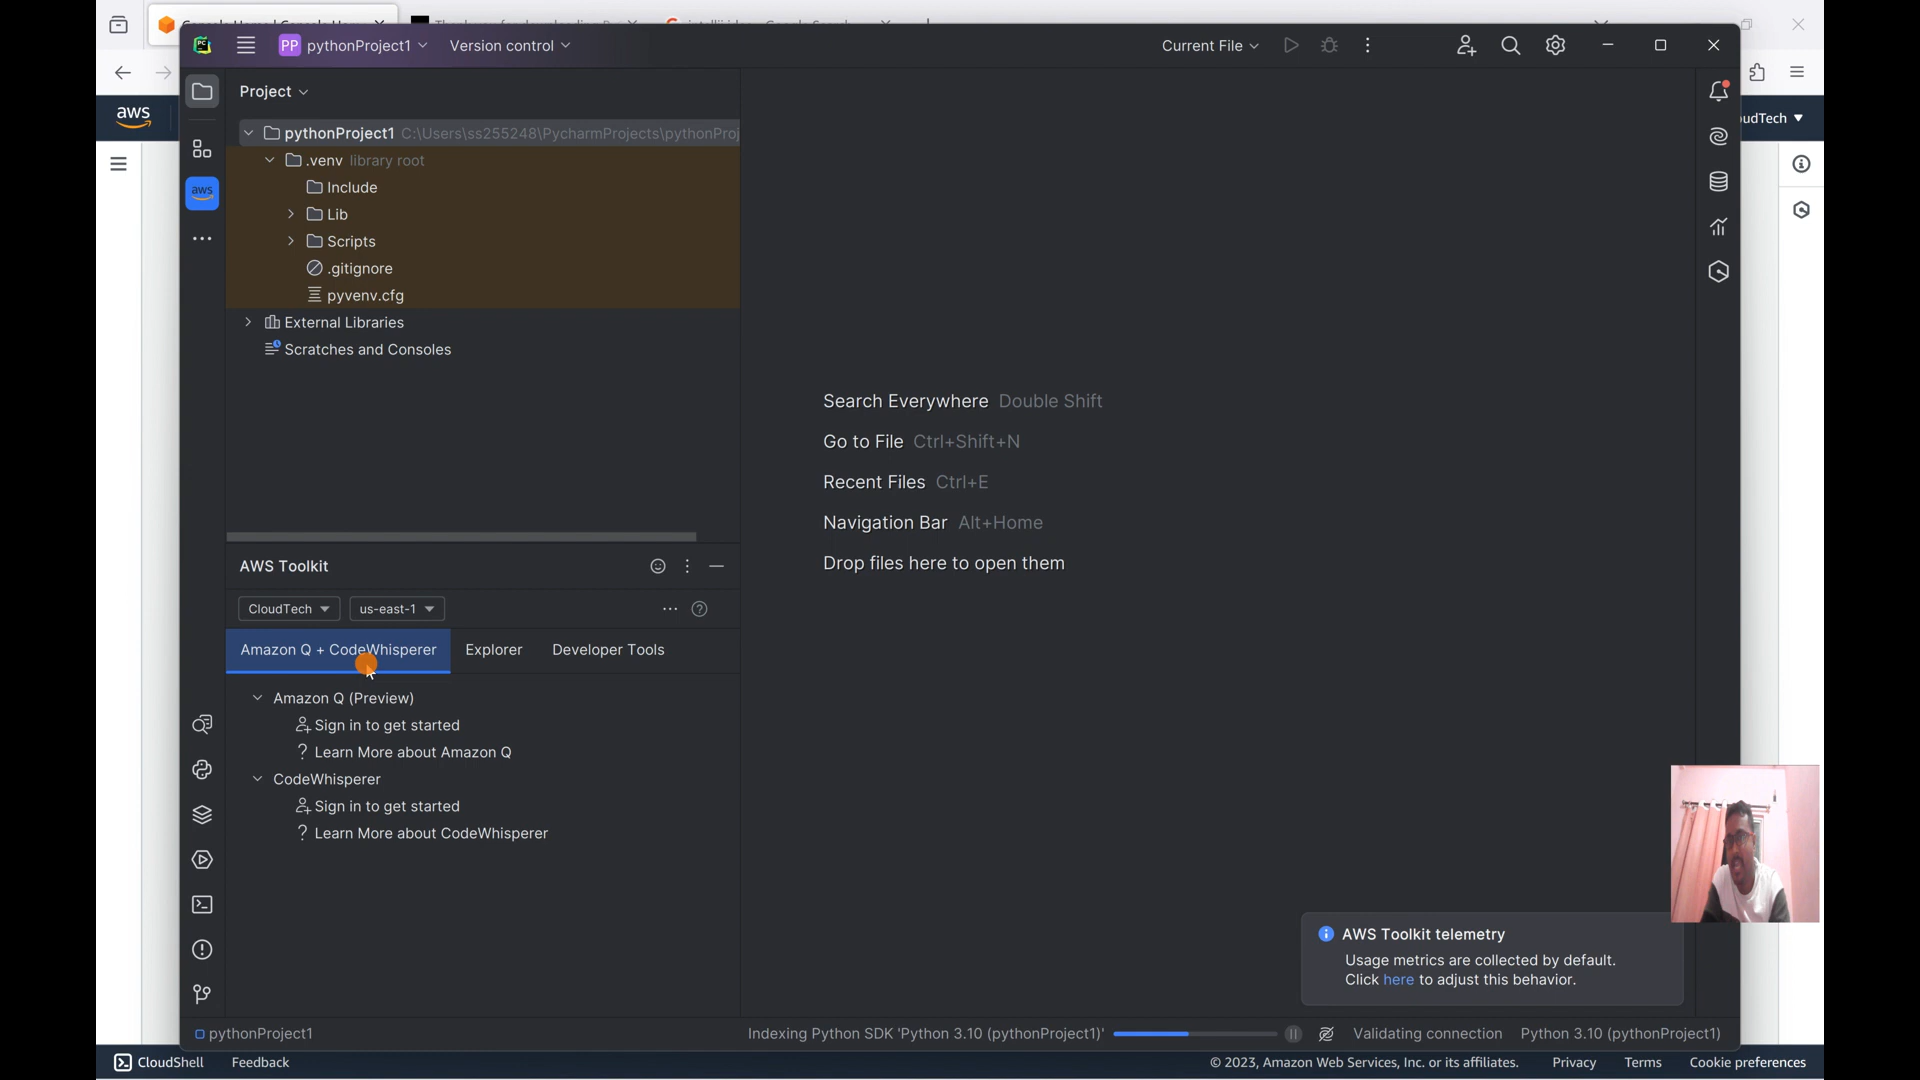 PP pythonProject1
Version control
Current File
aws
udTech
Project
pythonProject1 C:\Users\ss255248\PycharmProjects\pythonProj
.venv library root
Include
Lib
Scripts
.gitignore
pyvenv.cfg
External Libraries
Scratches and Consoles
aws
Search Everywhere Double Shift
Go to File Ctrl+Shift+N
Recent Files Ctrl+E
Navigation Bar Alt+Home
Drop files here to open them
AWS Toolkit
CloudTech
us-east-1
Amazon Q + CodeWhisperer
Explorer
Developer Tools
Amazon Q (Preview)
Sign in to get started
? Learn More about Amazon Q
CodeWhisperer
Sign in to get started
? Learn More about CodeWhisperer
AWS Toolkit telemetry
Usage metrics are collected by default.
Click here to adjust this behavior.
pythonProject1
Indexing Python SDK 'Python 3.10 (pythonProject1)'
Validating connection
Python 3.10 (pythonProject1)
CloudShell
Feedback
© 2023, Amazon Web Services, Inc. or its affiliates.
Privacy
Terms
Cookie preferences